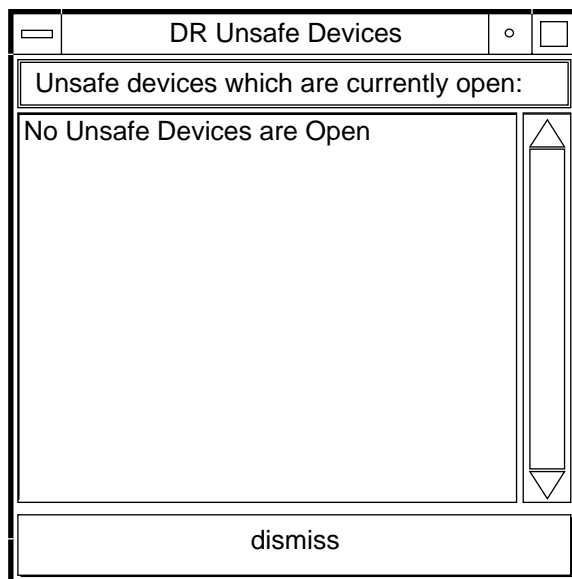 DR Unsafe Devices
Unsafe devices which are currently open:
No Unsafe Devices are Open
dismiss